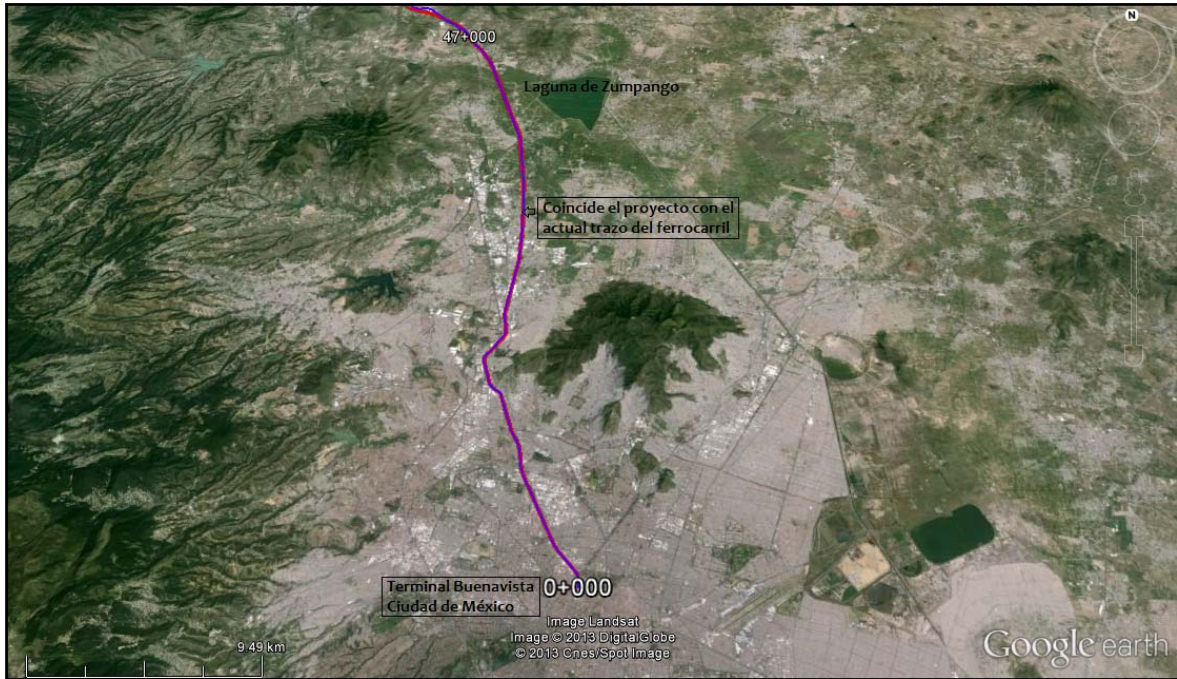 N
47+000
Laguna de Zumpango
Coincide el proyecto con el
actual trazo del ferrocarril
Terminal Buenavista
Ciudad de México
0+000
Image Landsat
Image © 2013 DigitalGlobe
© 2013 Cnes/Spot Image
9.49 km
Google earth